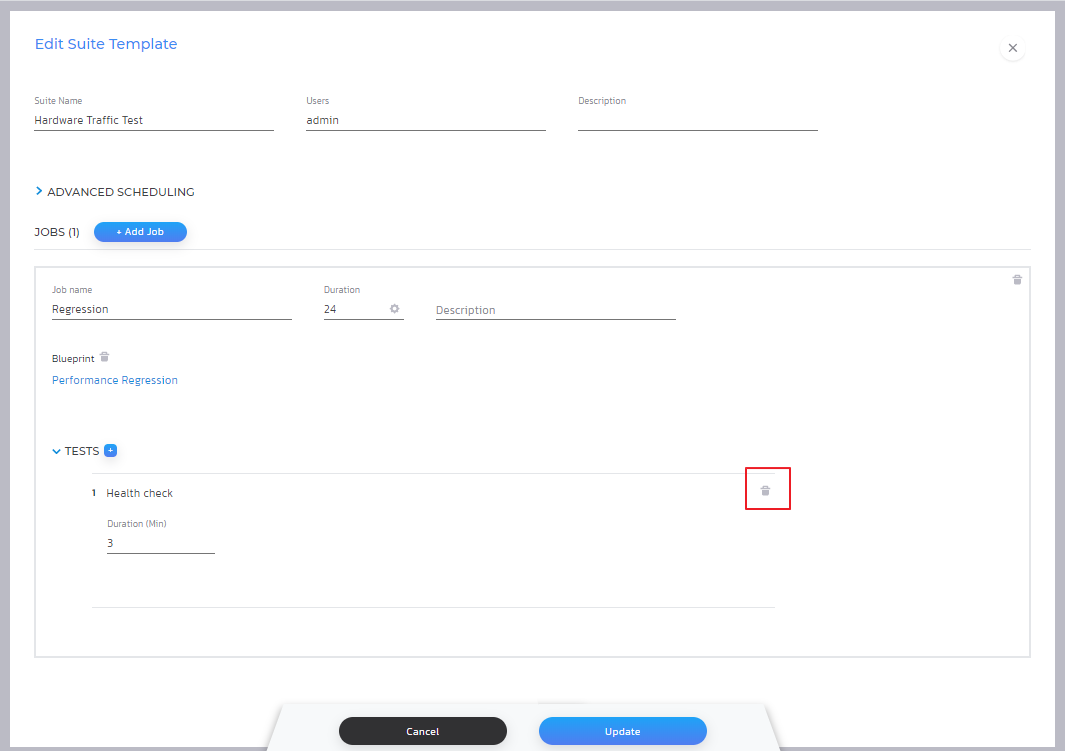 Edit Suite Template
Suite Name
Users
Description
Hardware Traffic Test
admin
ADVANCED SCHEDULING
JOBS (1)
+ Add Job
Job name
Duration
Regression
24
Description
Blueprint
Performance Regression
TESTS
+
1 Health check
Duration (Min)
3
Cancel
Update